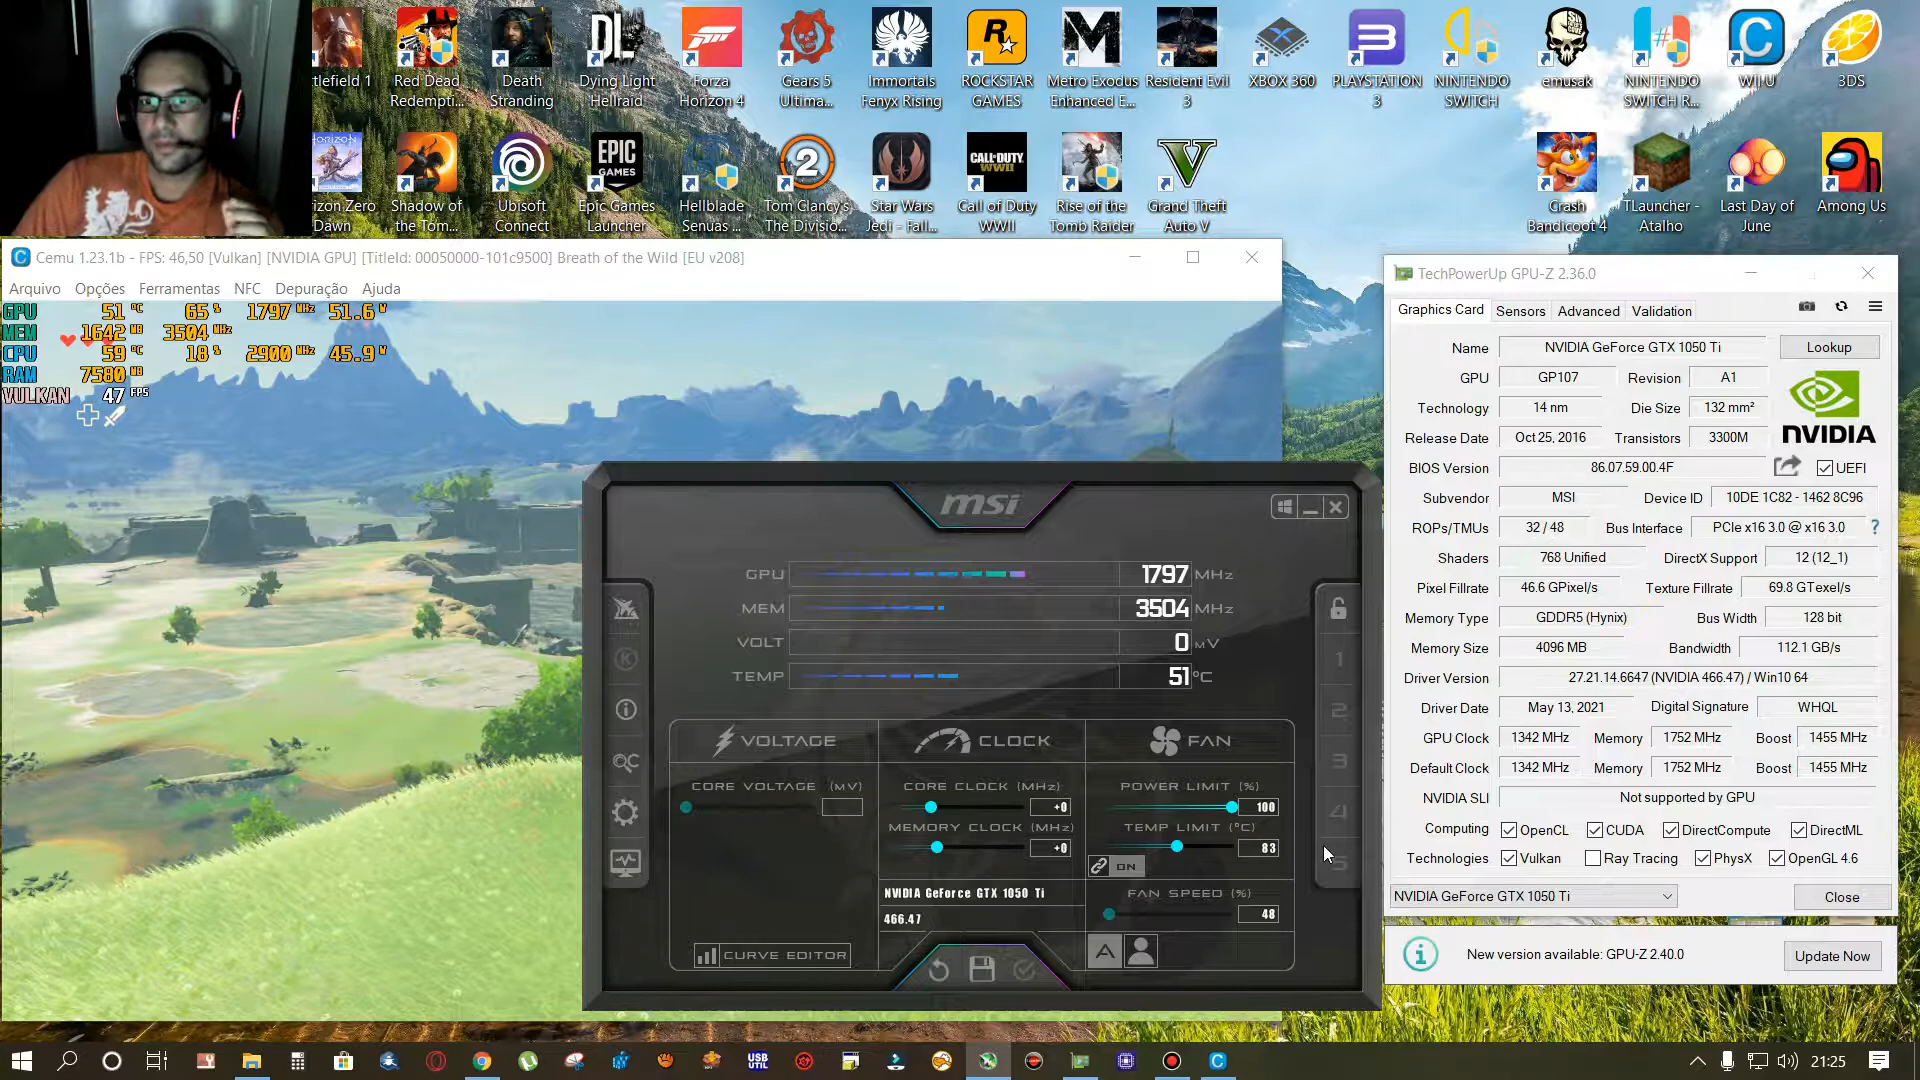 ttlefield 1
Red Dead
Redempti...
Death
Stranding
Dying Light
Hellraid
Forza
Horizon 4
Gears 5
Ultima...
Immortals
Fenyx Rising
ROCKSTAR
GAMES
Metro Exodus
Enhanced E...
Resident Evil
3
XBOX 360
PLAYSTATION
3
NINTENDO
SWITCH
emusak
NINTENDO
SWITCH R...
WII U
3DS
rizon Zero
Dawn
Shadow of
the Tom...
Ubisoft
Connect
EPIC
GAMES
Epic Games
Launcher
Hellblade
Senuas ...
Tom Clancy's
The Divisio...
Star Wars
Jedi - Fall...
CALL OF DUTY
WWII
Call of Duty
WWII
Rise of the
Tomb Raider
Grand Theft
Auto V
Crash
Bandicoot 4
TLauncher -
Atalho
Last Day of
June
Among Us
Cemu 1.23.1b - FPS: 46,50 [Vulkan] [NVIDIA GPU] [TitleId: 00050000-101c9500] Breath of the Wild [EU v208]
Arquivo Opções Ferramentas NFC Depuração Ajuda
GPU 51 °C 65 % 1797 MHz 51.6 W
MEM 1642 MB 3504 MHz
CPU 59 °C 18 % 2900 MHz 45.9 W
RAM 7580 MB
VULKAN 47 FPS
msi
GPU 1797 MHz
MEM 3504 MHz
VOLT 0 mV
TEMP 51 °C
VOLTAGE
CORE VOLTAGE (MV)
CURVE EDITOR
CLOCK
CORE CLOCK (MHz)
+0
MEMORY CLOCK (MHz)
+0
NVIDIA GeForce GTX 1050 Ti
466.47
FAN
POWER LIMIT (%)
100
TEMP LIMIT (°C)
83
ON
FAN SPEED (%)
48
A
1
2
3
4
5
TechPowerUp GPU-Z 2.36.0
Graphics Card Sensors Advanced Validation
Name NVIDIA GeForce GTX 1050 Ti Lookup
GPU GP107 Revision A1
Technology 14 nm Die Size 132 mm²
Release Date Oct 25, 2016 Transistors 3300M
NVIDIA
BIOS Version 86.07.59.00.4F UEFI
Subvendor MSI Device ID 10DE 1C82 - 1462 8C96
ROPs/TMUs 32 / 48 Bus Interface PCIe x16 3.0 @ x16 3.0 ?
Shaders 768 Unified DirectX Support 12 (12_1)
Pixel Fillrate 46.6 GPixel/s Texture Fillrate 69.8 GTexel/s
Memory Type GDDR5 (Hynix) Bus Width 128 bit
Memory Size 4096 MB Bandwidth 112.1 GB/s
Driver Version 27.21.14.6647 (NVIDIA 466.47) / Win10 64
Driver Date May 13, 2021 Digital Signature WHQL
GPU Clock 1342 MHz Memory 1752 MHz Boost 1455 MHz
Default Clock 1342 MHz Memory 1752 MHz Boost 1455 MHz
NVIDIA SLI Not supported by GPU
Computing OpenCL CUDA DirectCompute DirectML
Technologies Vulkan Ray Tracing PhysX OpenGL 4.6
NVIDIA GeForce GTX 1050 Ti Close
New version available: GPU-Z 2.40.0 Update Now
USB
UTIL
21:25